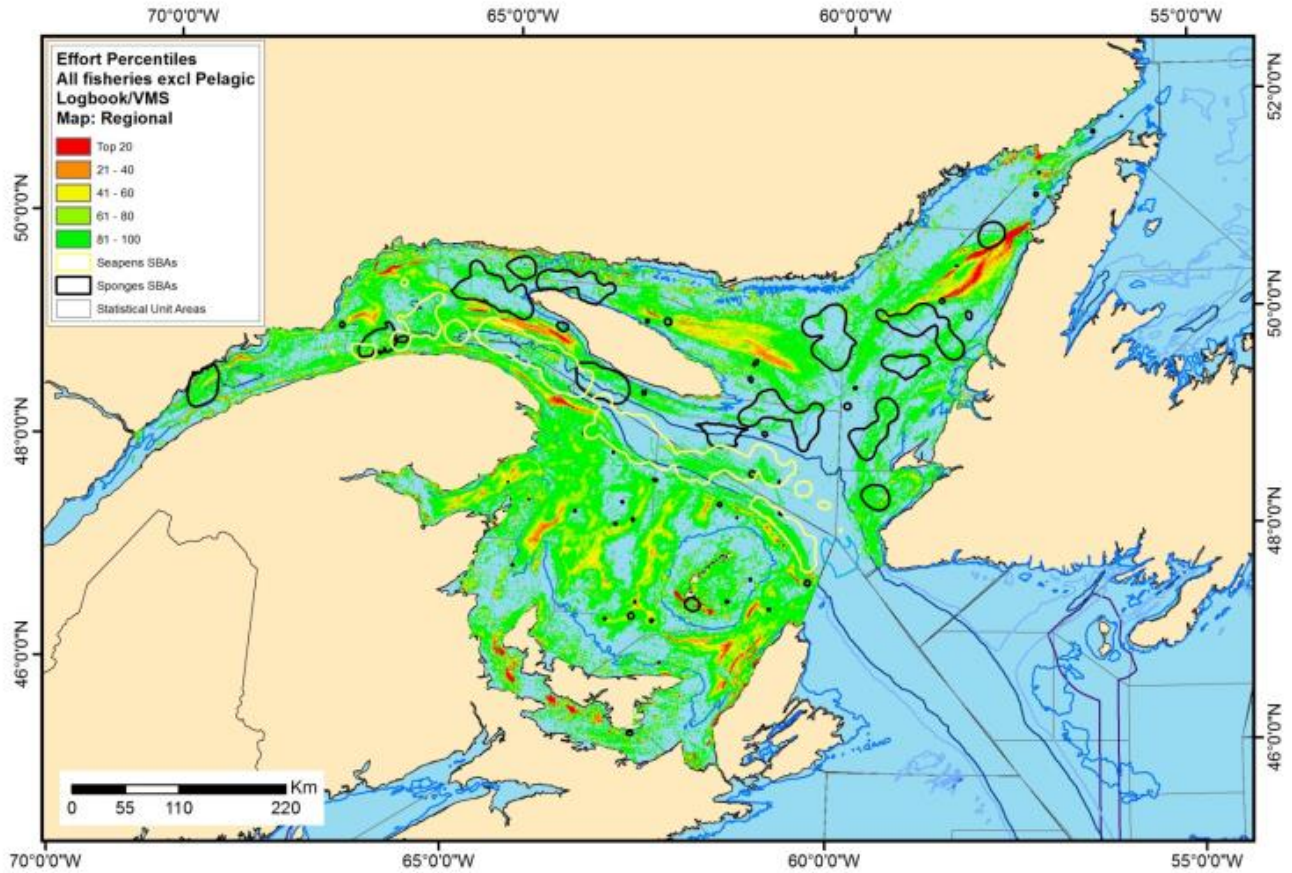 70°0'0"W 65°0'0"W 60°0'0"W 55°0'0"W
Effort Percentiles
All fisheries excl Pelagic
Logbook/VMS
Map: Regional
Top 20
21 - 40
41 - 60
61 - 80
81 - 100
Seapens SBAs
Sponges SBAs
Statistical Unit Areas
50°0'0"N
48°0'0"N
46°0'0"N
52°0'0"N
50°0'0"N
48°0'0"N
46°0'0"N
Km
0 55 110 220
70°0'0"W 65°0'0"W 60°0'0"W 55°0'0"W